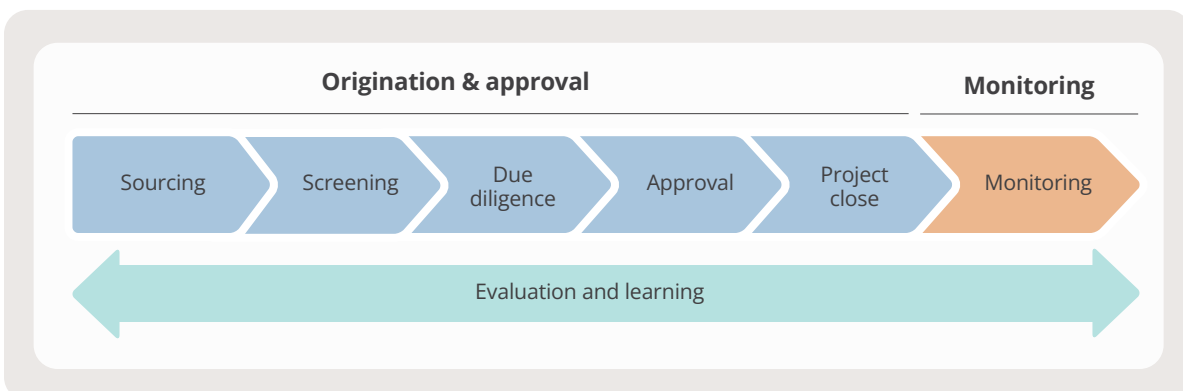 Origination & approval
Monitoring
Sourcing
Screening
Due
diligence
Approval
Project
close
Monitoring
Evaluation and learning